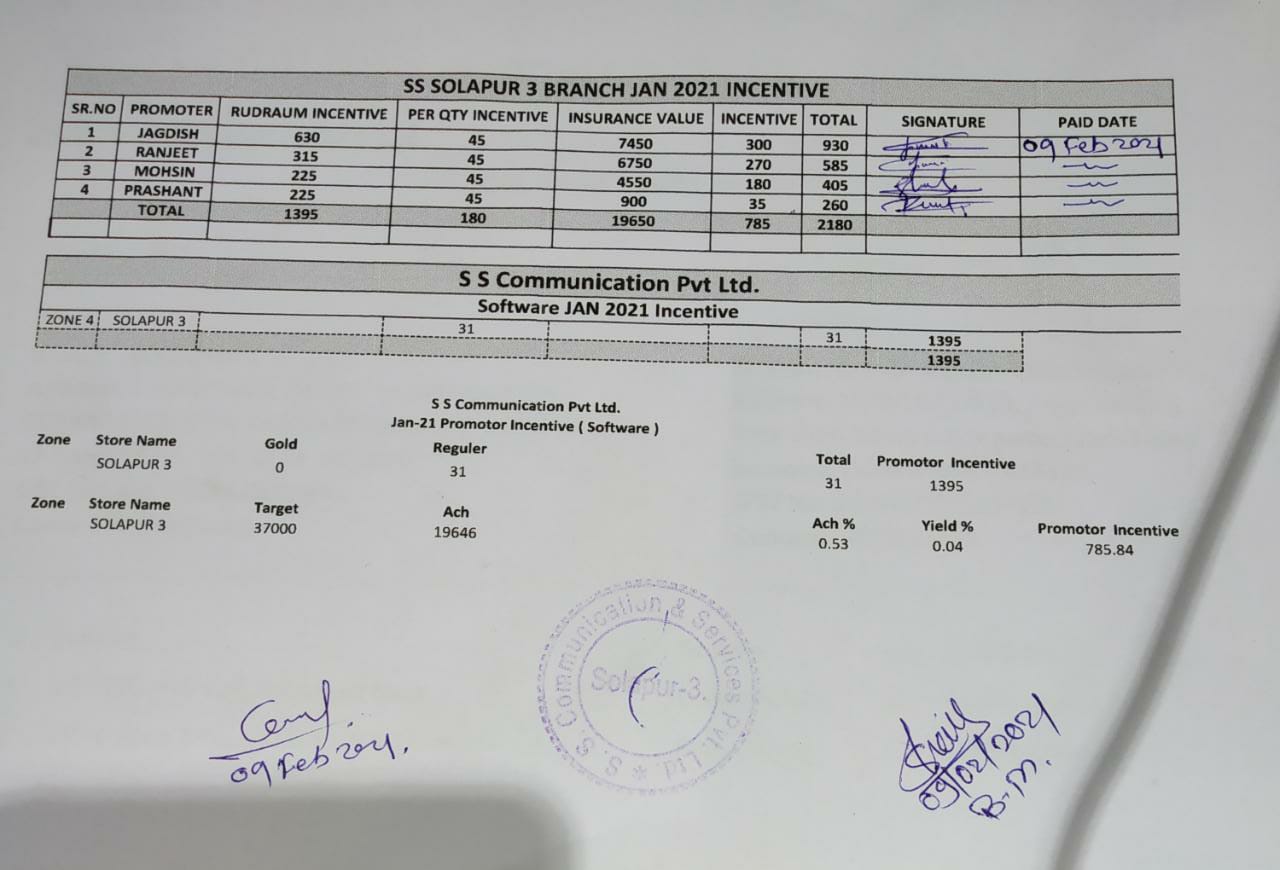 SS SOLAPUR 3 BRANCH JAN 2021 INCENTIVE
SR.NO PROMOTER RUDRAUM INCENTIVE PER QTY INCENTIVE INSURANCE VALUE INCENTIVE TOTAL SIGNATURE PAID DATE
1 JAGDISH 630 45 7450 300 930 09 Feb 2021
2 RANJEET 315 45 6750 270 585
3 MOHSIN 225 45 4550 180 405
4 PRASHANT 225 45 900 35 260
TOTAL 1395 180 19650 785 2180
S S Communication Pvt Ltd.
Software JAN 2021 Incentive
ZONE 4 SOLAPUR 3 31 31 1395
1395
S S Communication Pvt Ltd.
Jan-21 Promotor Incentive ( Software )
Zone Store Name Gold Reguler Total Promotor Incentive
SOLAPUR 3 0 31 31 1395
Zone Store Name Target Ach Ach % Yield % Promotor Incentive
SOLAPUR 3 37000 19646 0.53 0.04 785.84
S. S. Communication & Services Pvt. Ltd. *
Solapur-3.
09 Feb 2021.
09/02/2021
B.M.